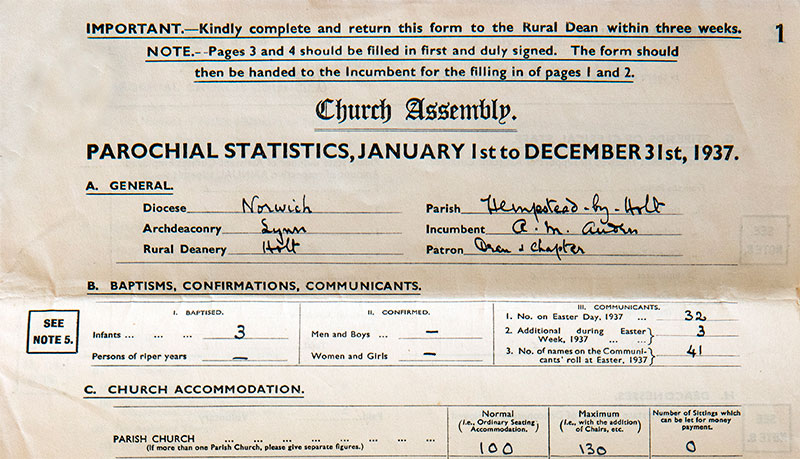 IMPORTANT.—Kindly complete and return this form to the Rural Dean within three weeks.
1
NOTE.--Pages 3 and 4 should be filled in first and duly signed. The form should
then be handed to the Incumbent for the filling in of pages 1 and 2.
Church Assembly.
PAROCHIAL STATISTICS, JANUARY 1st to DECEMBER 31st, 1937.
A. GENERAL.
Diocese Norwich Parish Hempstead-by-Holt
Archdeaconry Lynn Incumbent A. M. Auden
Rural Deanery Holt Patron Dean & Chapter
B. BAPTISMS, CONFIRMATIONS, COMMUNICANTS.
SEE
NOTE 5.
I. BAPTISED.
Infants ... ... ... 3
Persons of riper years —
II. CONFIRMED.
Men and Boys ... —
Women and Girls —
III. COMMUNICANTS.
1. No. on Easter Day, 1937 ... 32
2. Additional during Easter
Week, 1937 ... ... 3
3. No. of names on the Communi-
cants' roll at Easter, 1937 41
C. CHURCH ACCOMMODATION.
Normal
(i.e., Ordinary Seating
Accommodation.)
Maximum
(i.e., with the addition
of Chairs, etc.
Number of Sittings which
can be let for money
payment.
PARISH CHURCH ... ... ... ... ... ... ... 100 130 0
(If more than one Parish Church, please give separate figures.)